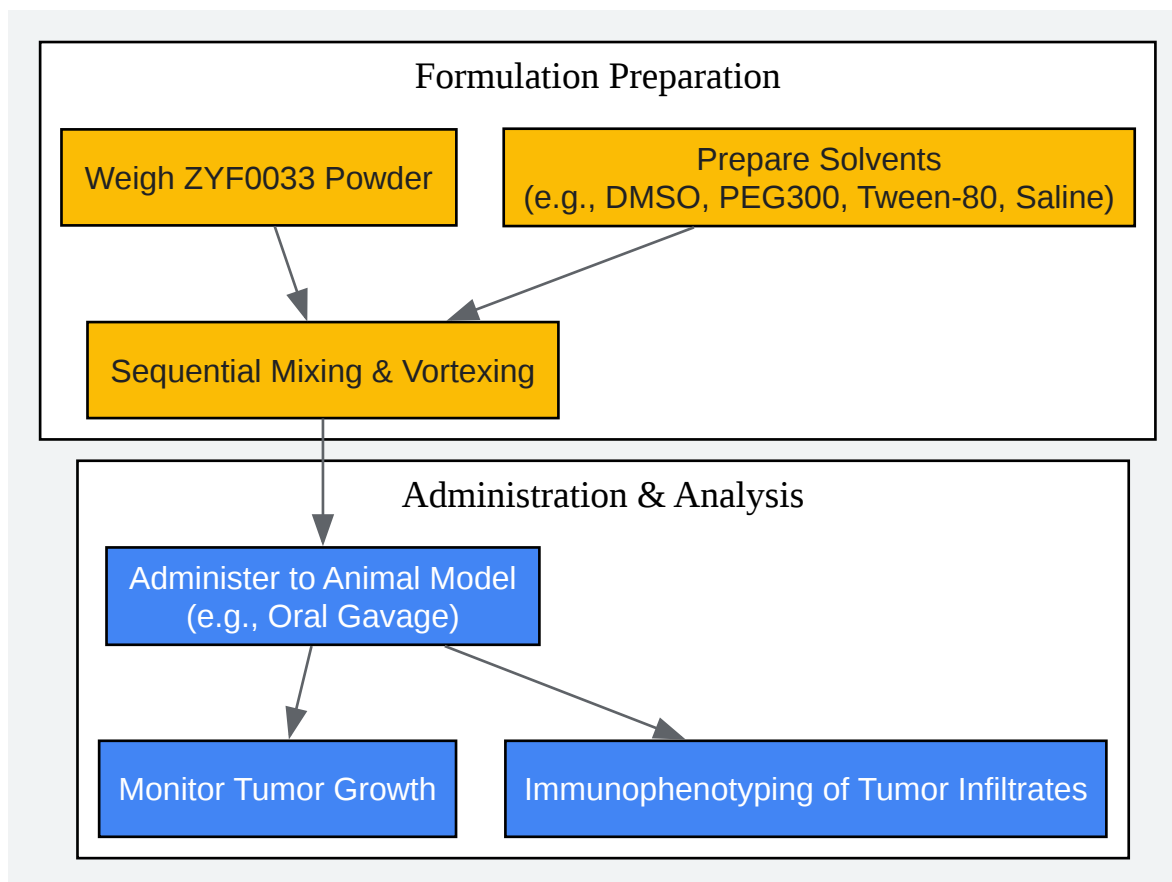 Formulation Preparation
Weigh ZYF0033 Powder
Prepare Solvents
(e.g., DMSO, PEG300, Tween-80, Saline)
Sequential Mixing & Vortexing
Administration & Analysis
Administer to Animal Model
(e.g., Oral Gavage)
Monitor Tumor Growth
Immunophenotyping of Tumor Infiltrates